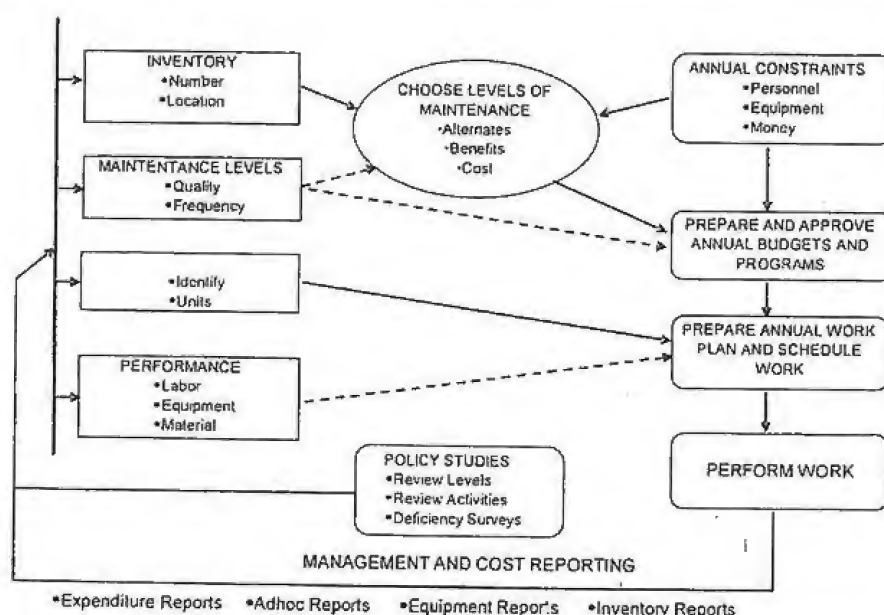 INVENTORY
•Number
•Location
MAINTENTANCE LEVELS
•Quality
•Frequency
•Identify
•Units
PERFORMANCE
•Labor
•Equipment
•Material
CHOOSE LEVELS OF
MAINTENANCE
•Alternates
•Benefits
•Cost
ANNUAL CONSTRAINTS
•Personnel
•Equipment
•Money
PREPARE AND APPROVE
ANNUAL BUDGETS AND
PROGRAMS
PREPARE ANNUAL WORK
PLAN AND SCHEDULE
WORK
PERFORM WORK
POLICY STUDIES
•Review Levels
•Review Activities
•Deficiency Surveys
MANAGEMENT AND COST REPORTING
•Expenditure Reports •Adhoc Reports •Equipment Reports •Inventory Reports